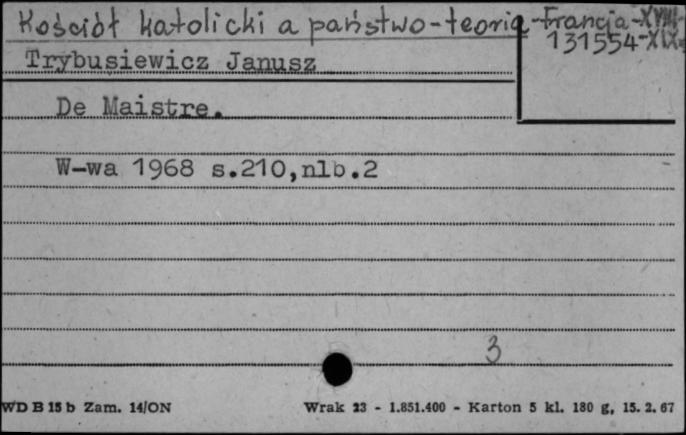 Kościół katolicki a państwo-teoria-Francja-XVIII-XIX
131554
Trybusiewicz Janusz
De Maistre.
W-wa 1968 s.210,nlb.2
3
WD B 15 b Zam. 14/ON Wrak 23 - 1.851.400 - Karton 5 kl. 180 g, 15. 2. 67